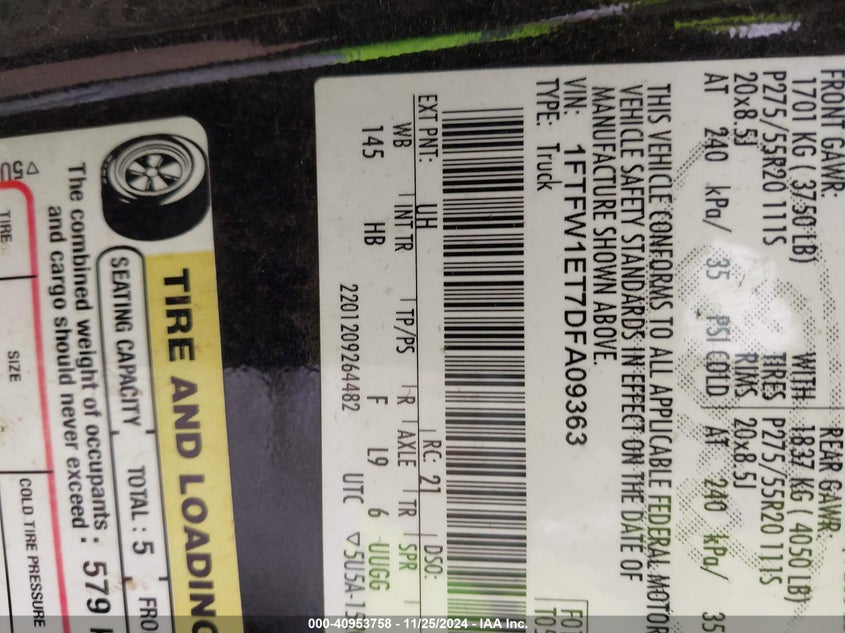 FRONT GAWR: REAR GAWR:
1701 KG ( 3750 LB) WITH 1837 KG ( 4050 LB)
P275/55R20 111S TIRES P275/55R20 111S
20x8.5J RIMS 20x8.5J
AT 240 kPa/ 35 PSI COLD AT 240 kPa/ 35
THIS VEHICLE CONFORMS TO ALL APPLICABLE FEDERAL MOTOR
VEHICLE SAFETY STANDARDS IN EFFECT ON THE DATE OF
MANUFACTURE SHOWN ABOVE.
VIN: 1FTFW1ET7DFA09363
TYPE: Truck
EXT PNT: UH RC: 21 DSO:
WB INT TR TP/PS R AXLE TR SPR
145 HB F L9 6 UUGG
2201209264482 UTC ▽5U5A-15
TIRE AND LOADING
SEATING CAPACITY TOTAL : 5 FRO
The combined weight of occupants
and cargo should never exceed : 579
TIRE SIZE COLD TIRE PRESSURE
000-40953758 - 11/25/2024 - IAA Inc.